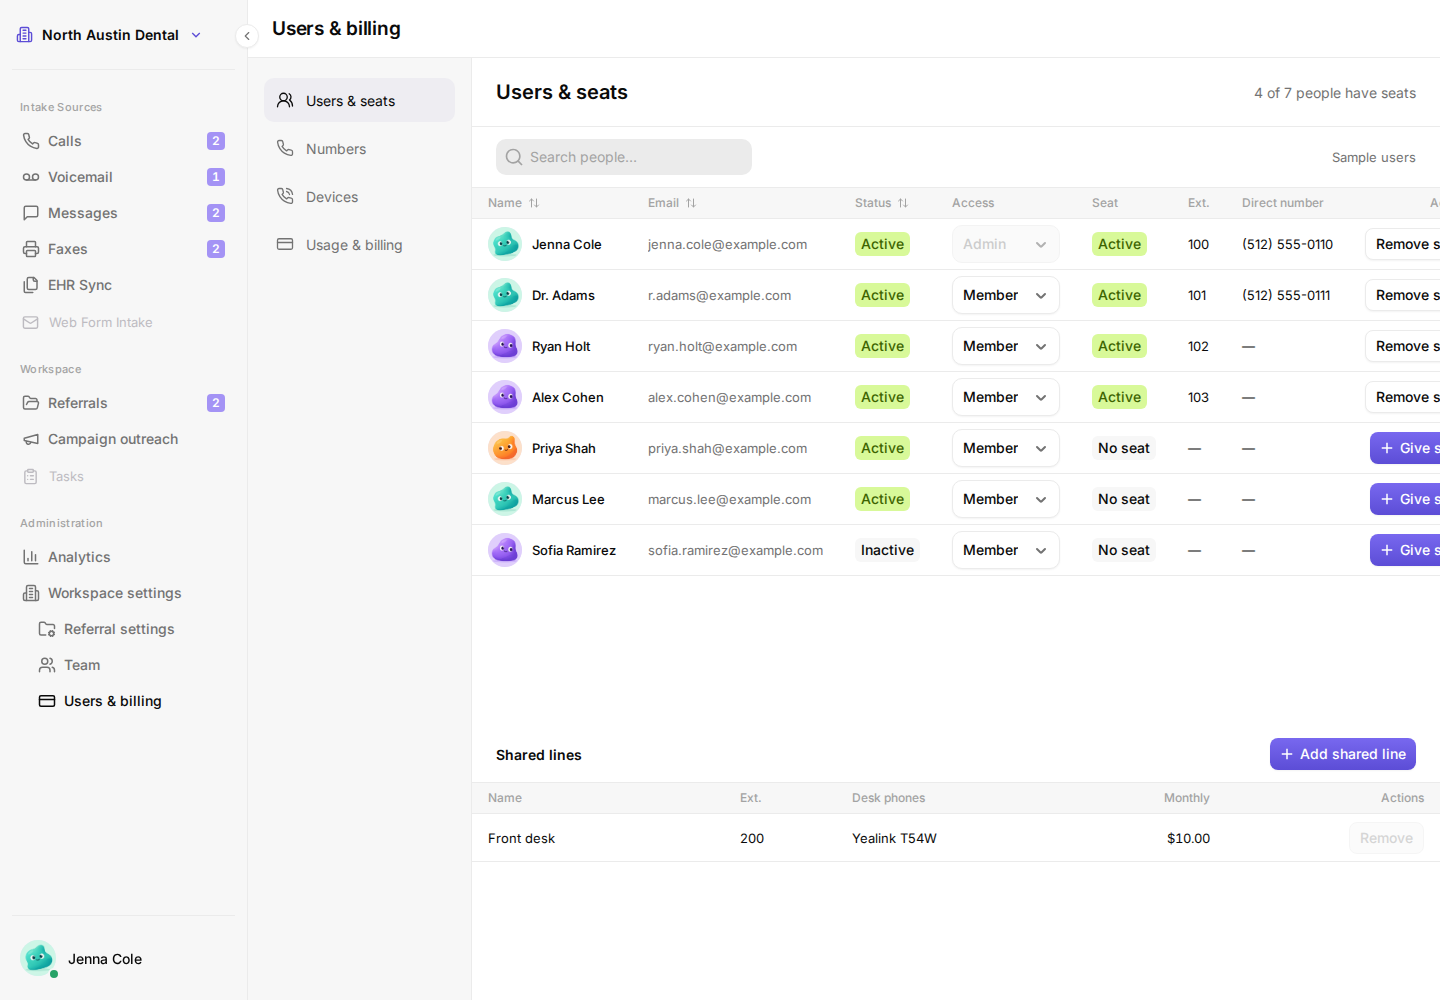 North Austin Dental
Users & billing
Intake Sources
Calls 2
Voicemail 1
Messages 2
Faxes 2
EHR Sync
Web Form Intake
Workspace
Referrals 2
Campaign outreach
Tasks
Administration
Analytics
Workspace settings
Referral settings
Team
Users & billing
Jenna Cole
Users & seats
Numbers
Devices
Usage & billing
Users & seats
4 of 7 people have seats
Search people...
Sample users
Name Email Status Access Seat Ext. Direct number
Jenna Cole jenna.cole@example.com Active Admin Active 100 (512) 555-0110 Remove s
Dr. Adams r.adams@example.com Active Member Active 101 (512) 555-0111 Remove s
Ryan Holt ryan.holt@example.com Active Member Active 102 — Remove s
Alex Cohen alex.cohen@example.com Active Member Active 103 — Remove s
Priya Shah priya.shah@example.com Active Member No seat — — + Give s
Marcus Lee marcus.lee@example.com Active Member No seat — — + Give s
Sofia Ramirez sofia.ramirez@example.com Inactive Member No seat — — + Give s
Shared lines
+ Add shared line
Name Ext. Desk phones Monthly Actions
Front desk 200 Yealink T54W $10.00 Remove